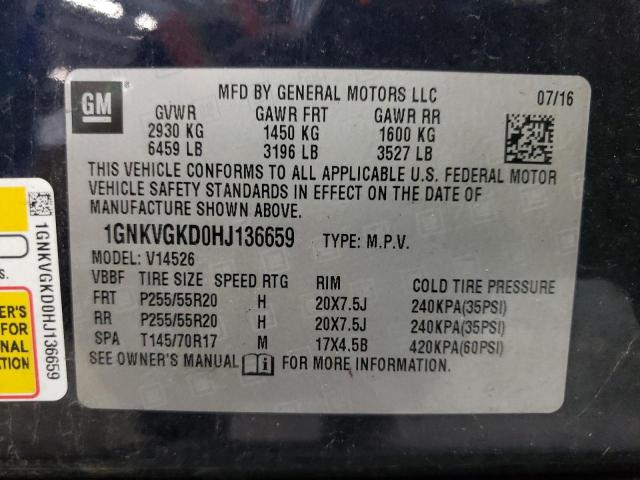 GM
MFD BY GENERAL MOTORS LLC 07/16
GVWR GAWR FRT GAWR RR
2930 KG 1450 KG 1600 KG
6459 LB 3196 LB 3527 LB
THIS VEHICLE CONFORMS TO ALL APPLICABLE U.S. FEDERAL MOTOR
VEHICLE SAFETY STANDARDS IN EFFECT ON THE DATE OF
MANUFACTURE SHOWN ABOVE.
1GNKVGKD0HJ136659 TYPE: M.P.V.
MODEL: V14526
VBBF TIRE SIZE SPEED RTG RIM COLD TIRE PRESSURE
FRT P255/55R20 H 20X7.5J 240KPA(35PSI)
RR P255/55R20 H 20X7.5J 240KPA(35PSI)
SPA T145/70R17 M 17X4.5B 420KPA(60PSI)
SEE OWNER'S MANUAL i FOR MORE INFORMATION.
1GNKVGKD0HJ136659
FOR